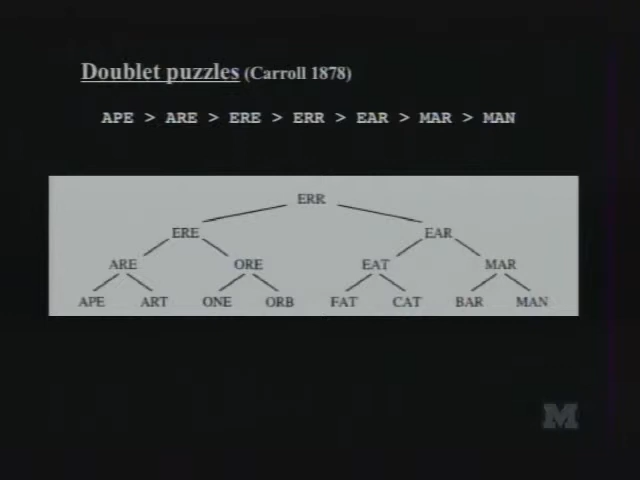 Doublet puzzles (Carroll 1878)
APE > ARE > ERE > ERR > EAR > MAR > MAN
ERR
ERE EAR
ARE ORE EAT MAR
APE ART ONE ORB FAT CAT BAR MAN
M